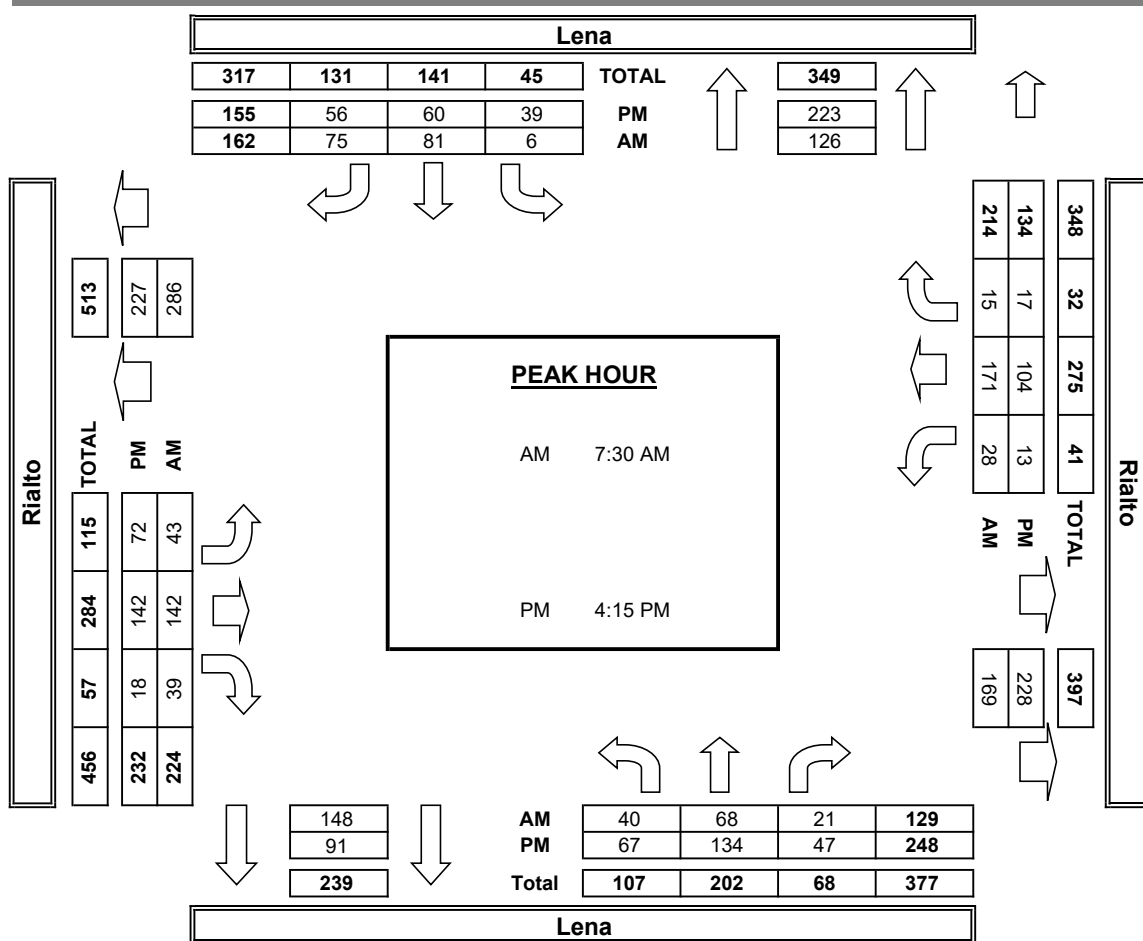 Lena
317 131 141 45 TOTAL 349
155 56 60 39 PM 223
162 75 81 6 AM 126
Rialto
513 227 286
TOTAL PM AM
115 72 43
284 142 142
57 18 39
456 232 224
PEAK HOUR
AM 7:30 AM
PM 4:15 PM
214 134 348
15 17 32
171 104 275
28 13 41
AM PM TOTAL
169 228 397
Rialto
148 AM 40 68 21 129
91 PM 67 134 47 248
239 Total 107 202 68 377
Lena